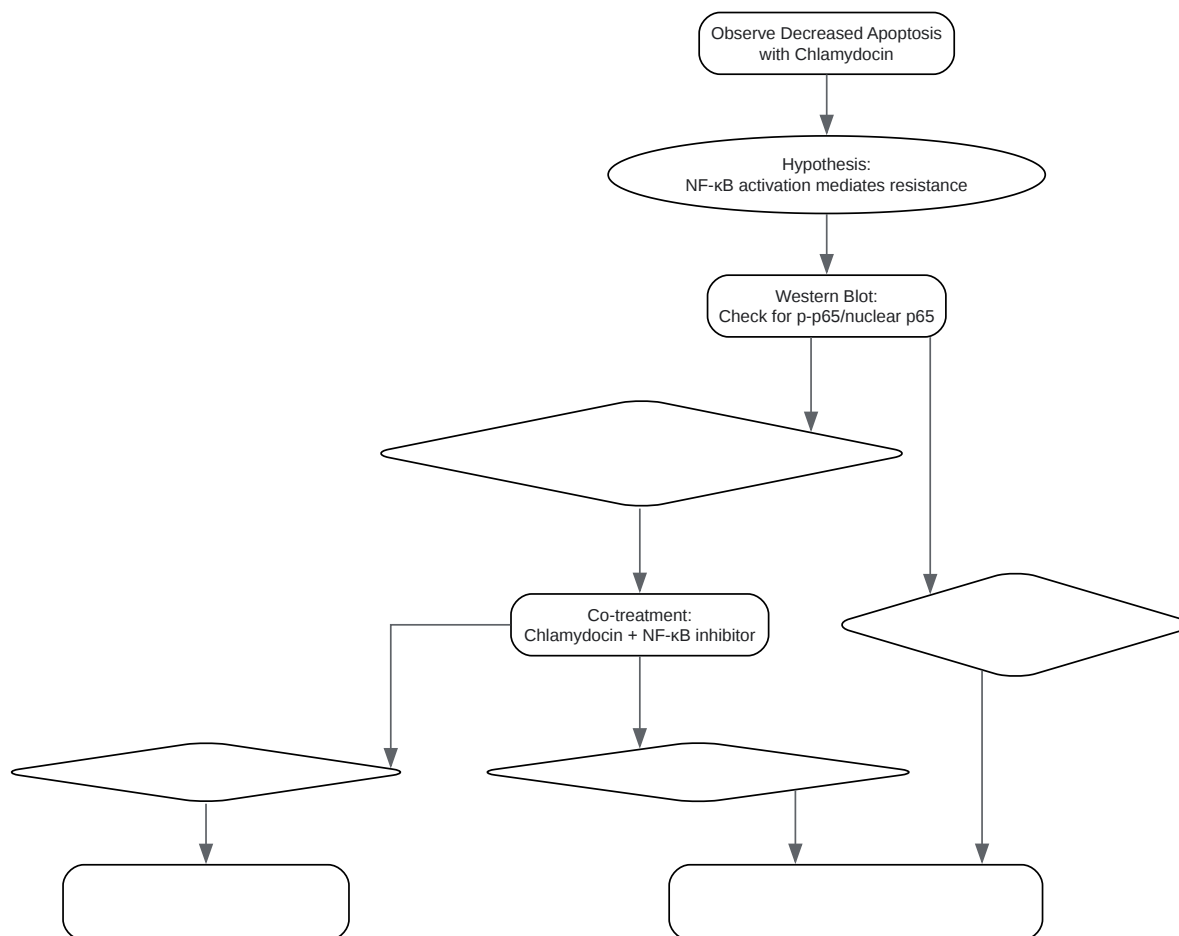 Observe Decreased Apoptosis
with Chlamydocin
Hypothesis:
NF-κB activation mediates resistance
Western Blot:
Check for p-p65/nuclear p65
Co-treatment:
Chlamydocin + NF-κB inhibitor